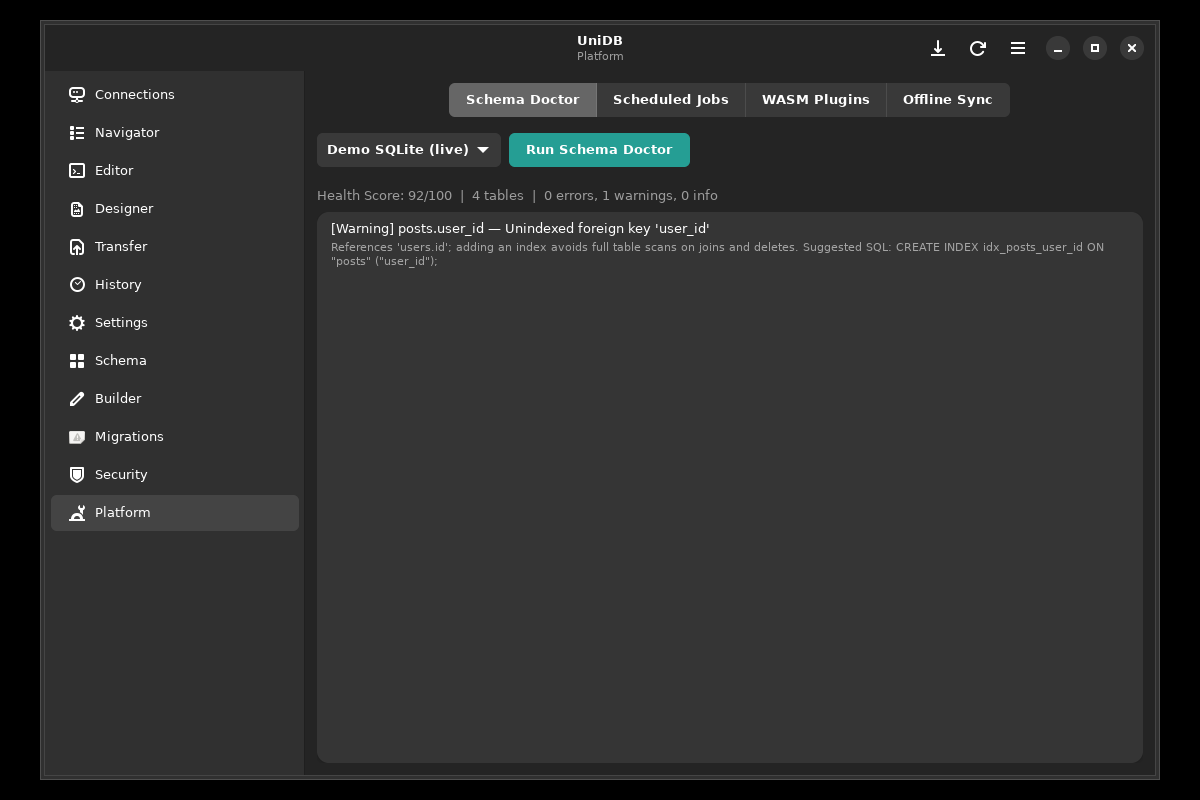 UniDB
Platform
Connections
Navigator
Editor
Designer
Transfer
History
Settings
Schema
Builder
Migrations
Security
Platform
Schema Doctor
Scheduled Jobs
WASM Plugins
Offline Sync
Demo SQLite (live)
Run Schema Doctor
Health Score: 92/100 | 4 tables | 0 errors, 1 warnings, 0 info
[Warning] posts.user_id — Unindexed foreign key 'user_id'
References 'users.id'; adding an index avoids full table scans on joins and deletes. Suggested SQL: CREATE INDEX idx_posts_user_id ON
"posts" ("user_id");